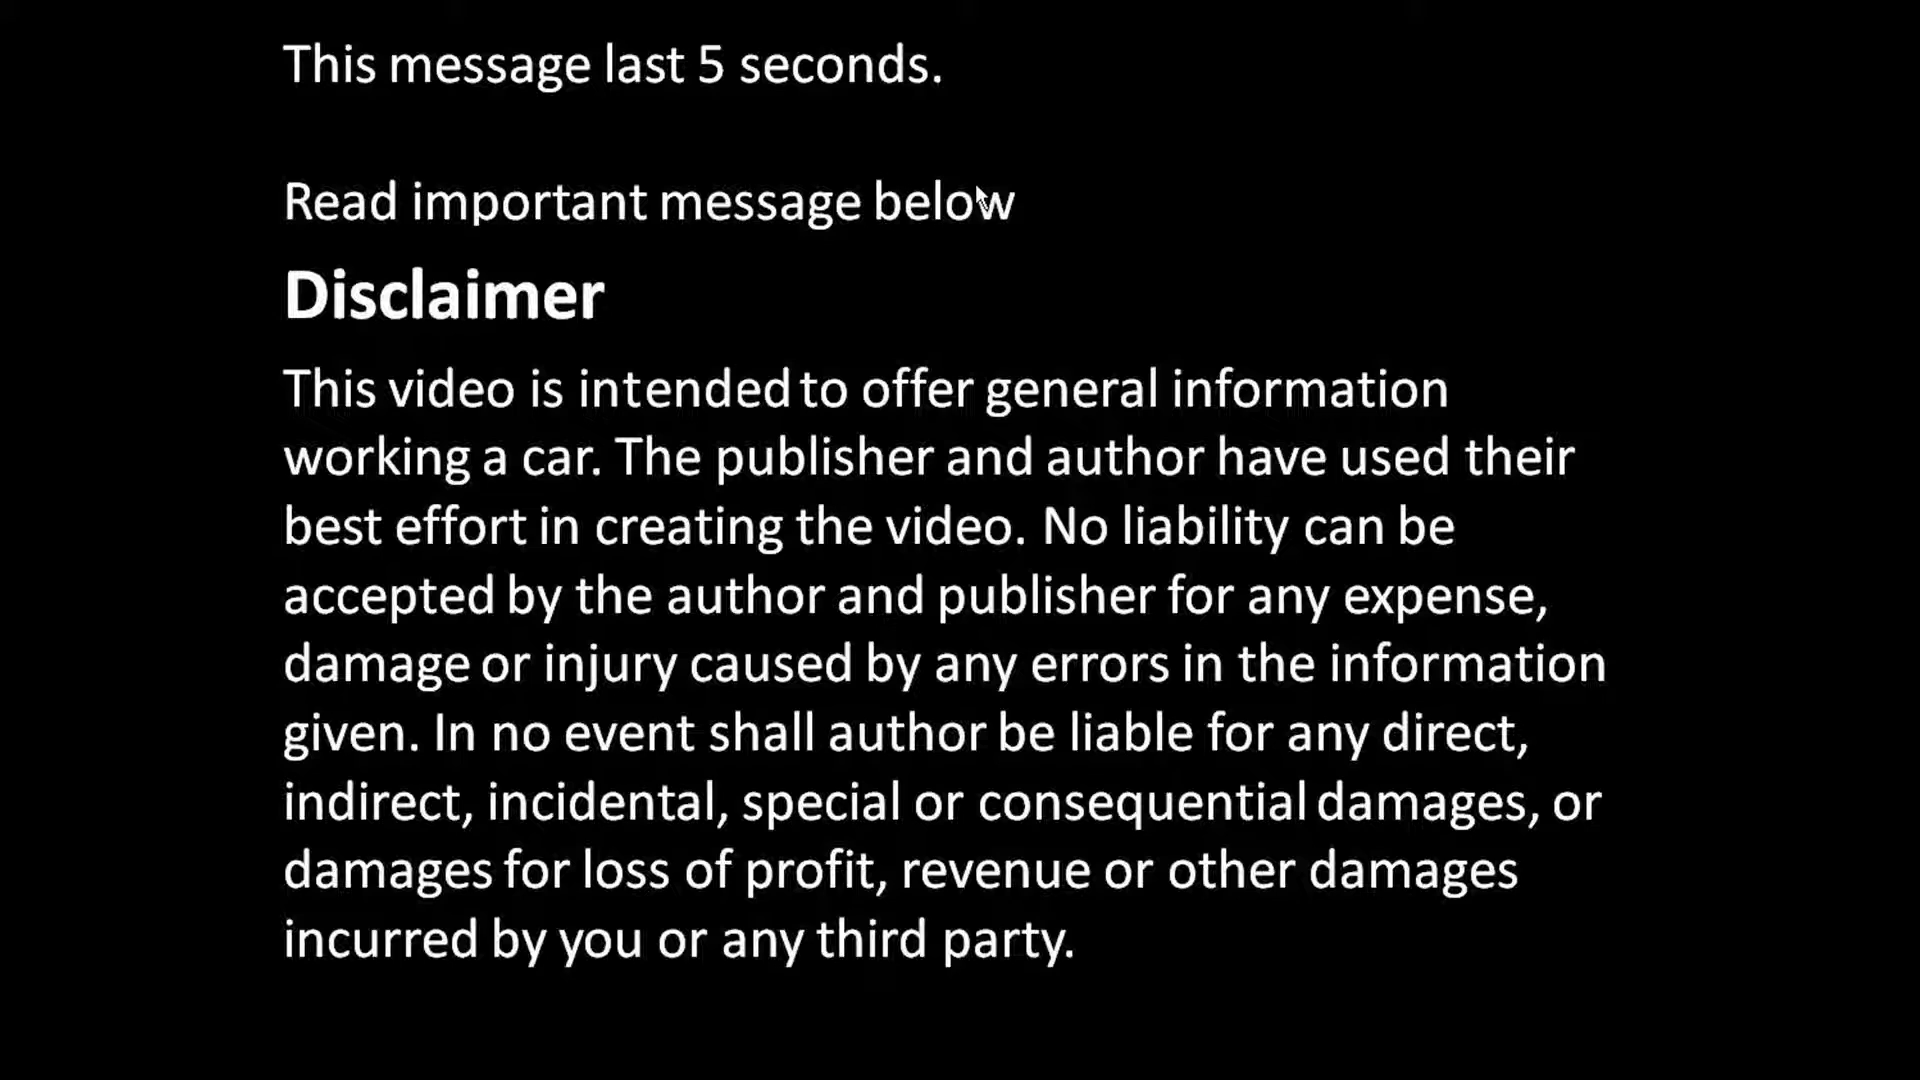 This message last 5 seconds.
Read important message below
Disclaimer
This video is intended to offer general information
working a car. The publisher and author have used their
best effort in creating the video. No liability can be
accepted by the author and publisher for any expense,
damage or injury caused by any errors in the information
given. In no event shall author be liable for any direct,
indirect, incidental, special or consequential damages, or
damages for loss of profit, revenue or other damages
incurred by you or any third party.